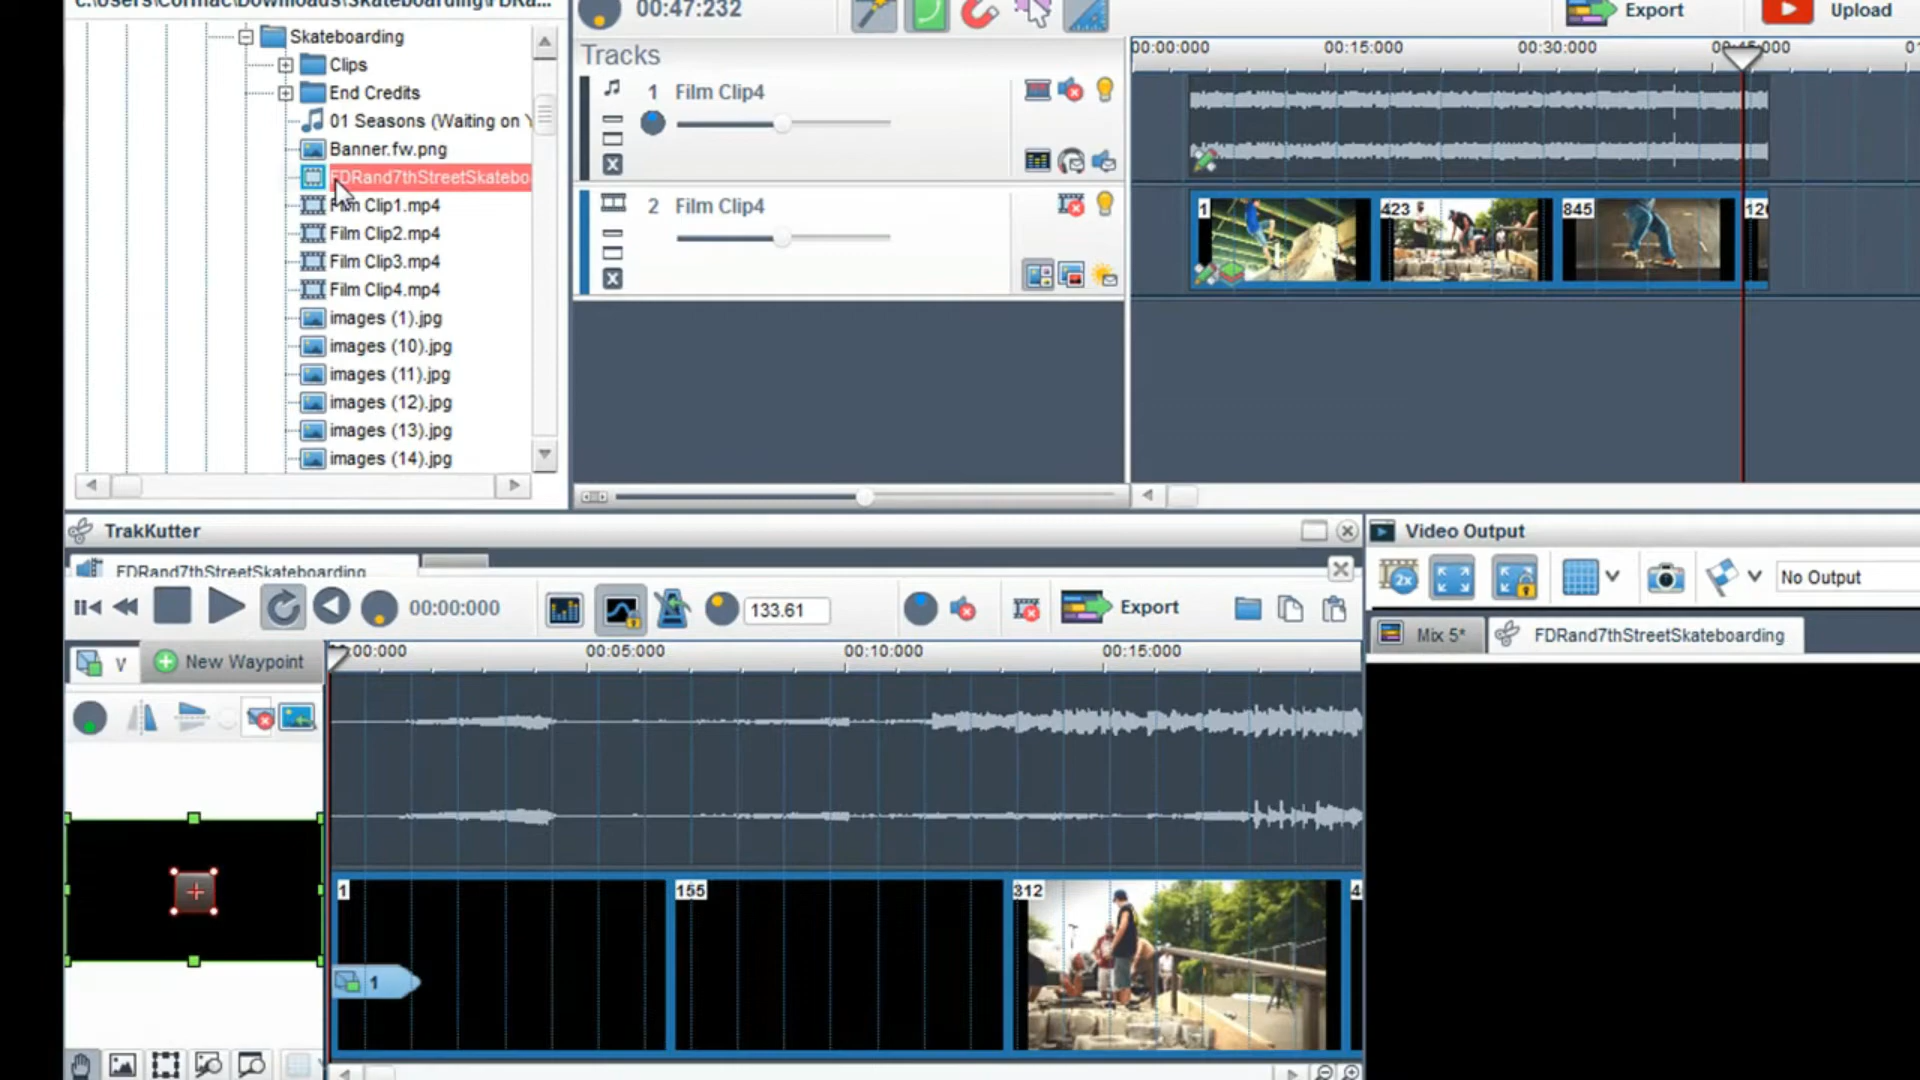 c:\Users\Cormac\Downloads\Skateboarding\FDRa...
Skateboarding
Clips
End Credits
01 Seasons (Waiting on Y
Banner.fw.png
FDRand7thStreetSkatebo
Film Clip1.mp4
Film Clip2.mp4
Film Clip3.mp4
Film Clip4.mp4
images (1).jpg
images (10).jpg
images (11).jpg
images (12).jpg
images (13).jpg
images (14).jpg
00:47:232
Export
Upload
Tracks
1 Film Clip4
2 Film Clip4
00:00:000
00:15:000
00:30:000
00:45:000
1
423
845
TrakKutter
FDRand7thStreetSkateboarding
00:00:000
133.61
Export
V
New Waypoint
00:000
00:05:000
00:10:000
00:15:000
1
155
312
4
1
Video Output
2x
No Output
Mix 5*
FDRand7thStreetSkateboarding